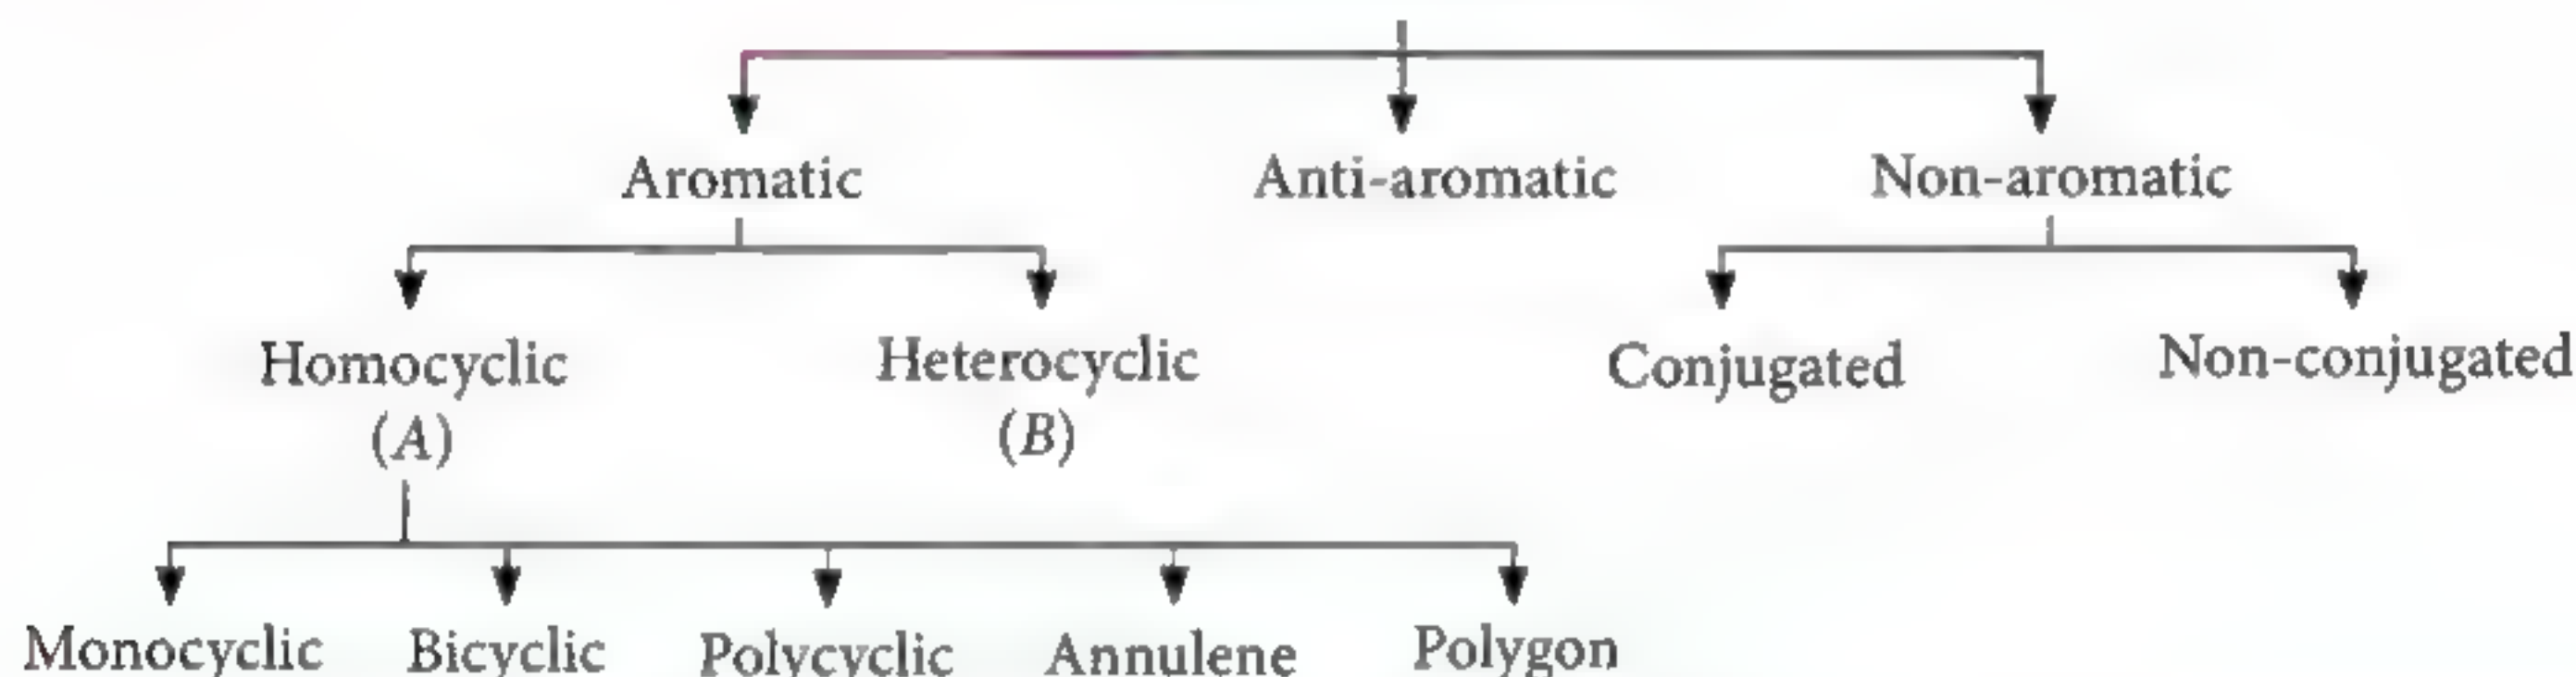 Aromatic Anti-aromatic Non-aromatic
Homocyclic Heterocyclic Conjugated Non-conjugated
(A) (B)
Monocyclic Bicyclic Polycyclic Annulene Polygon